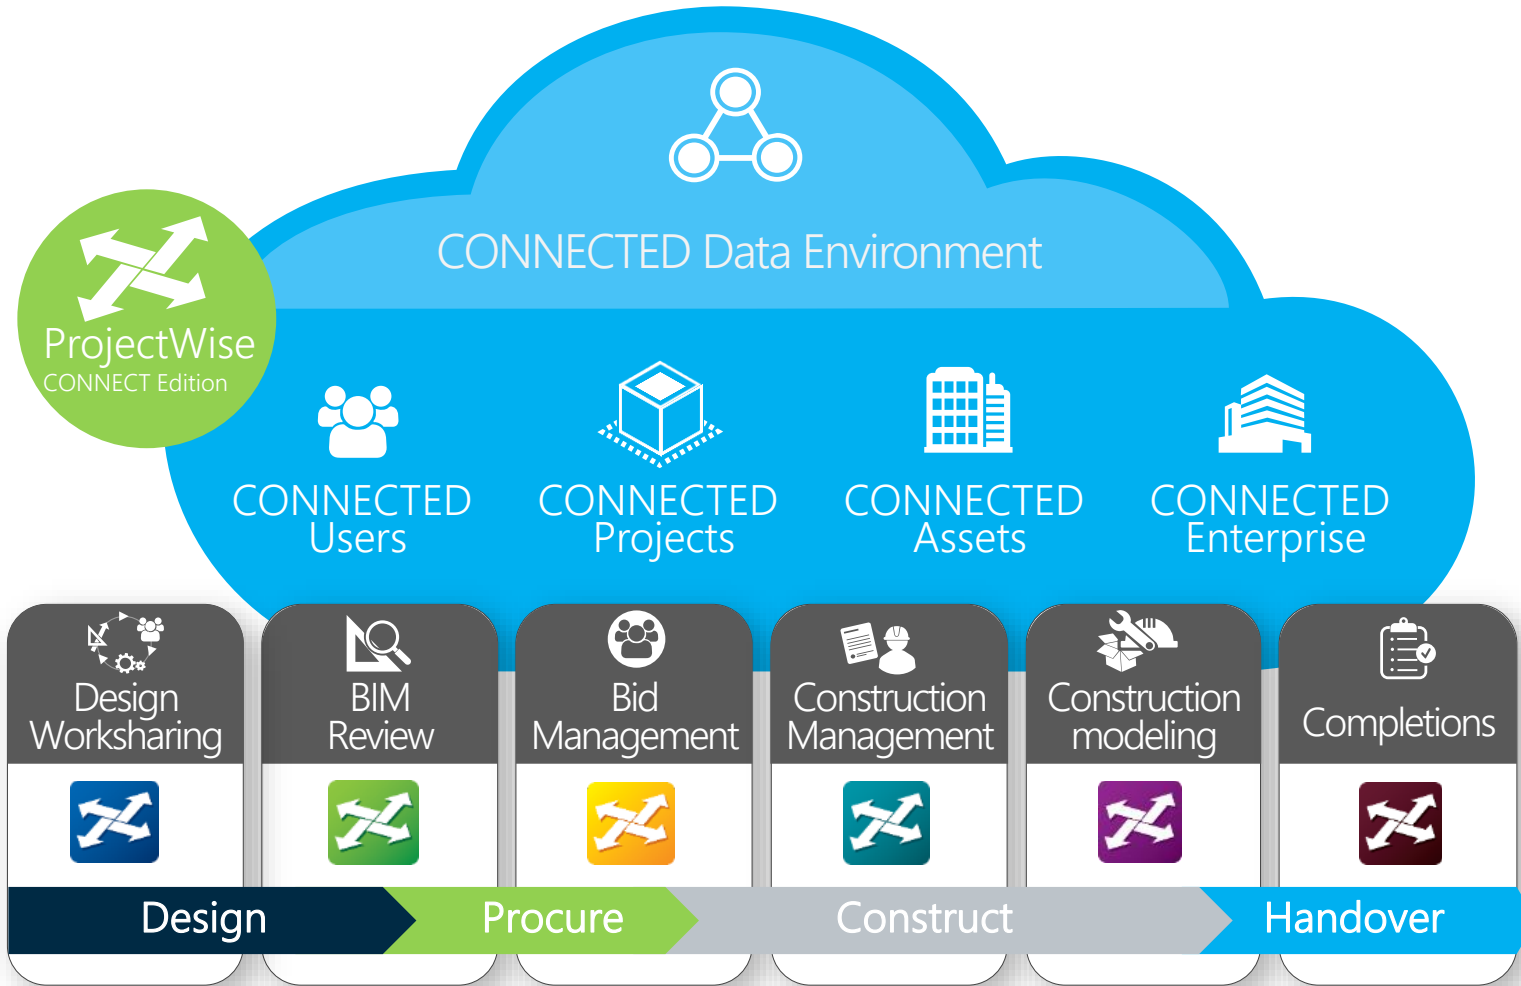 CONNECTED Data Environment
ProjectWise
CONNECT Edition
CONNECTED
Users
CONNECTED
Projects
CONNECTED
Assets
CONNECTED
Enterprise
Design
Worksharing
BIM
Review
Bid
Management
Construction
Management
Construction
modeling
Completions
Design
Procure
Construct
Handover